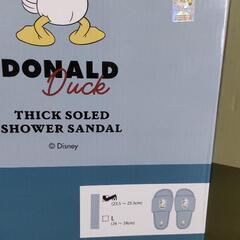 DONALD
Duck
THICK SOLED
SHOWER SANDAL
© Disney
(23.5 ~ 25.5cm)
L
(26 ~ 28cm)